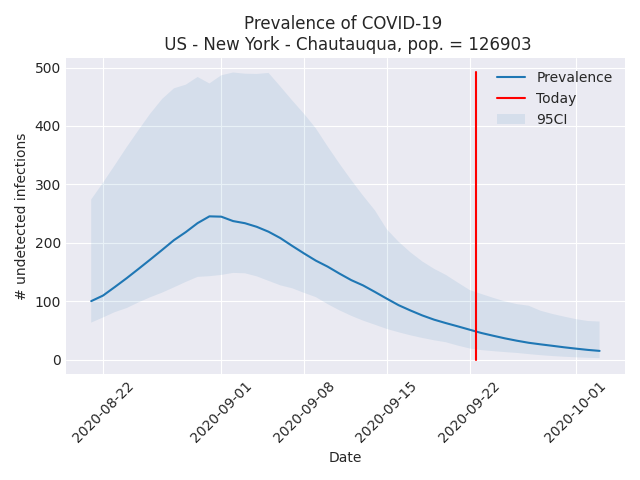 Prevalence of COVID-19
US - New York - Chautauqua, pop. = 126903
500
400
300
200
100
0
# undetected infections
Prevalence
Today
95CI
2020-08-22
2020-09-01
2020-09-08
2020-09-15
2020-09-22
2020-10-01
Date